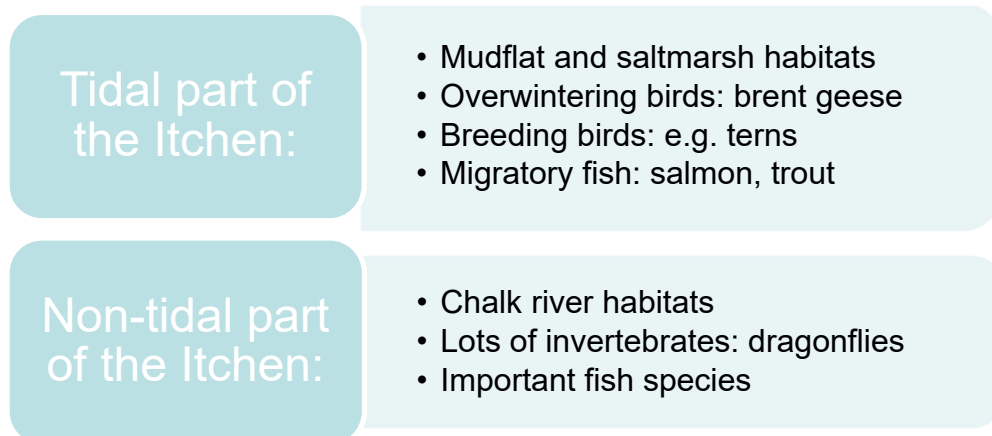 Tidal part of
the Itchen:
• Mudflat and saltmarsh habitats
• Overwintering birds: brent geese
• Breeding birds: e.g. terns
• Migratory fish: salmon, trout
Non-tidal part
of the Itchen:
• Chalk river habitats
• Lots of invertebrates: dragonflies
• Important fish species